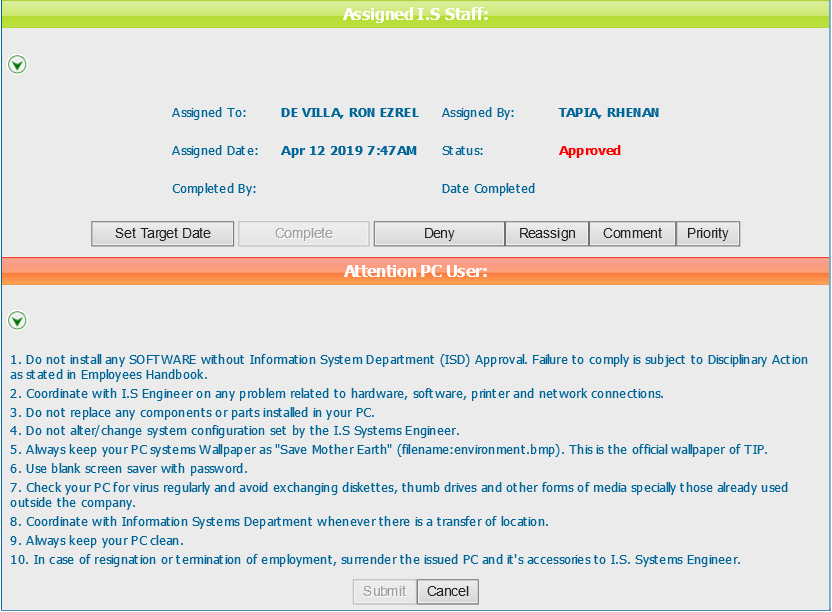 Assigned I.S Staff:
Assigned To: DE VILLA, RON EZREL Assigned By: TAPIA, RHENAN
Assigned Date: Apr 12 2019 7:47AM Status: Approved
Completed By: Date Completed
Set Target Date Complete Deny Reassign Comment Priority
Attention PC User:
1. Do not install any SOFTWARE without Information System Department (ISD) Approval. Failure to comply is subject to Disciplinary Action
as stated in Employees Handbook.
2. Coordinate with I.S Engineer on any problem related to hardware, software, printer and network connections.
3. Do not replace any components or parts installed in your PC.
4. Do not alter/change system configuration set by the I.S Systems Engineer.
5. Always keep your PC systems Wallpaper as "Save Mother Earth" (filename:environment.bmp). This is the official wallpaper of TIP.
6. Use blank screen saver with password.
7. Check your PC for virus regularly and avoid exchanging diskettes, thumb drives and other forms of media specially those already used
outside the company.
8. Coordinate with Information Systems Department whenever there is a transfer of location.
9. Always keep your PC clean.
10. In case of resignation or termination of employment, surrender the issued PC and it's accessories to I.S. Systems Engineer.
Submit Cancel